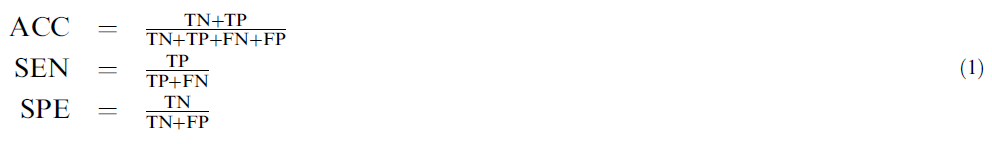 ACC = TN+TP / TN+TP+FN+FP
SEN = TP / TP+FN (1)
SPE = TN / TN+FP